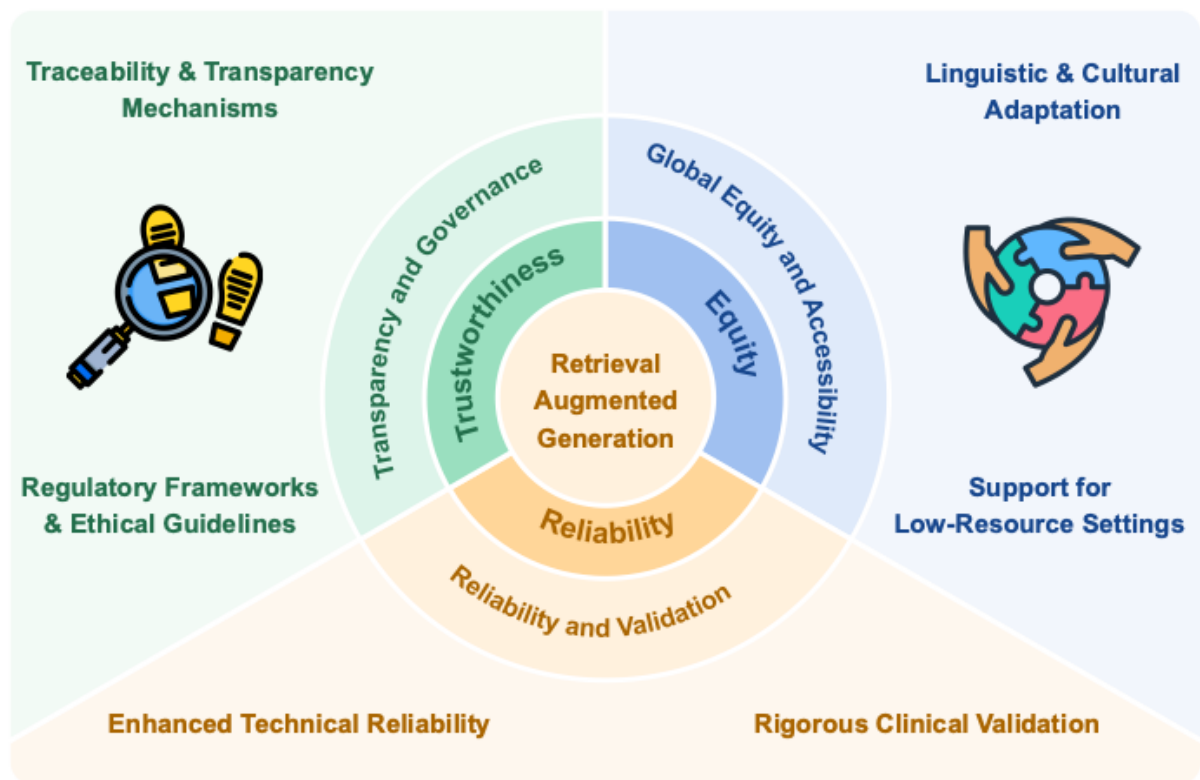 Traceability & Transparency
Mechanisms
Regulatory Frameworks
& Ethical Guidelines
Transparency and Governance
Trustworthiness
Retrieval
Augmented
Generation
Equity
Global Equity and Accessibility
Linguistic & Cultural
Adaptation
Support for
Low-Resource Settings
Reliability
Reliability and Validation
Enhanced Technical Reliability
Rigorous Clinical Validation